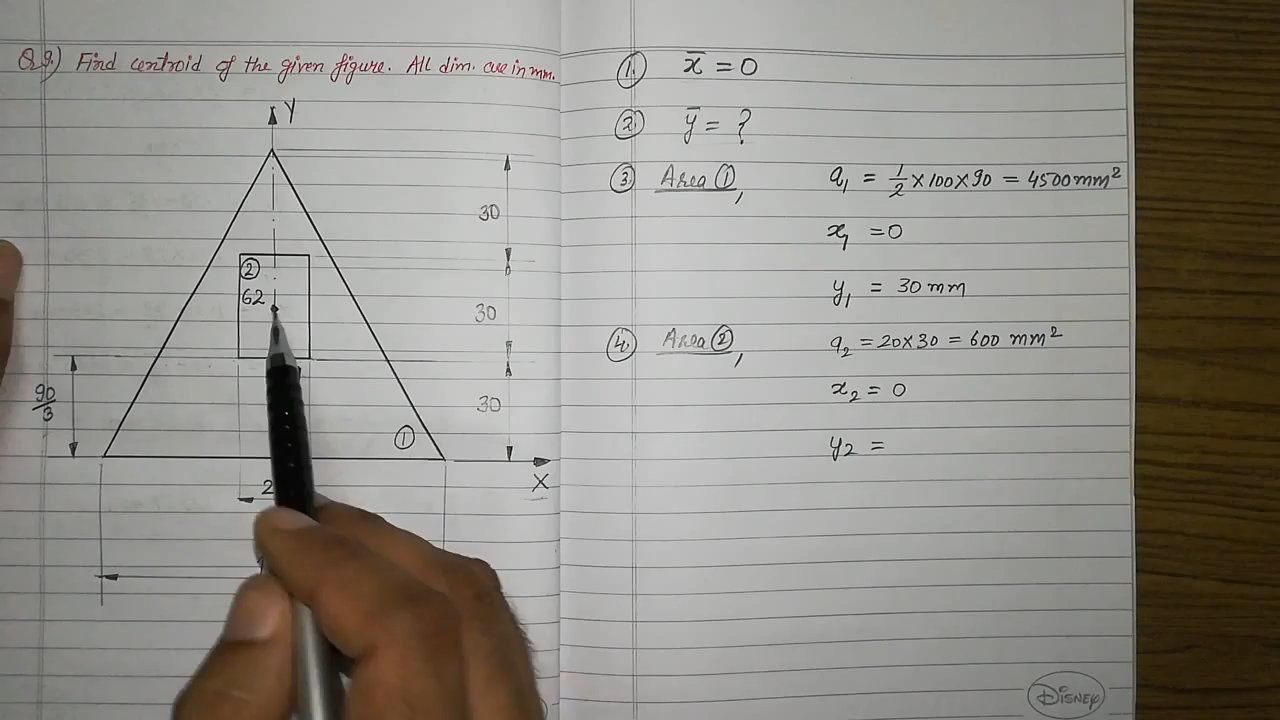 Q 9.) Find centroid of the given figure. All dim. are in mm.
Y
30
②
G2
30
90/3
30
①
X
2
① x̄ = 0
② ȳ = ?
③ Area ①, a₁ = 1/2 × 100 × 90 = 4500 mm²
x₁ = 0
y₁ = 30 mm
④ Area ②, a₂ = 20 × 30 = 600 mm²
x₂ = 0
y₂ =
DISNEY